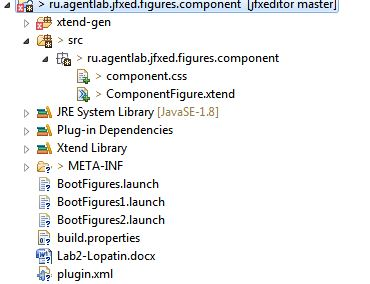 > ru.agentlab.jfxed.figures.component [jfxeditor master]
xtend-gen
> src
> ru.agentlab.jfxed.figures.component
> component.css
> ComponentFigure.xtend
JRE System Library [JavaSE-1.8]
Plug-in Dependencies
Xtend Library
> META-INF
BootFigures.launch
BootFigures1.launch
BootFigures2.launch
build.properties
Lab2-Lopatin.docx
plugin.xml